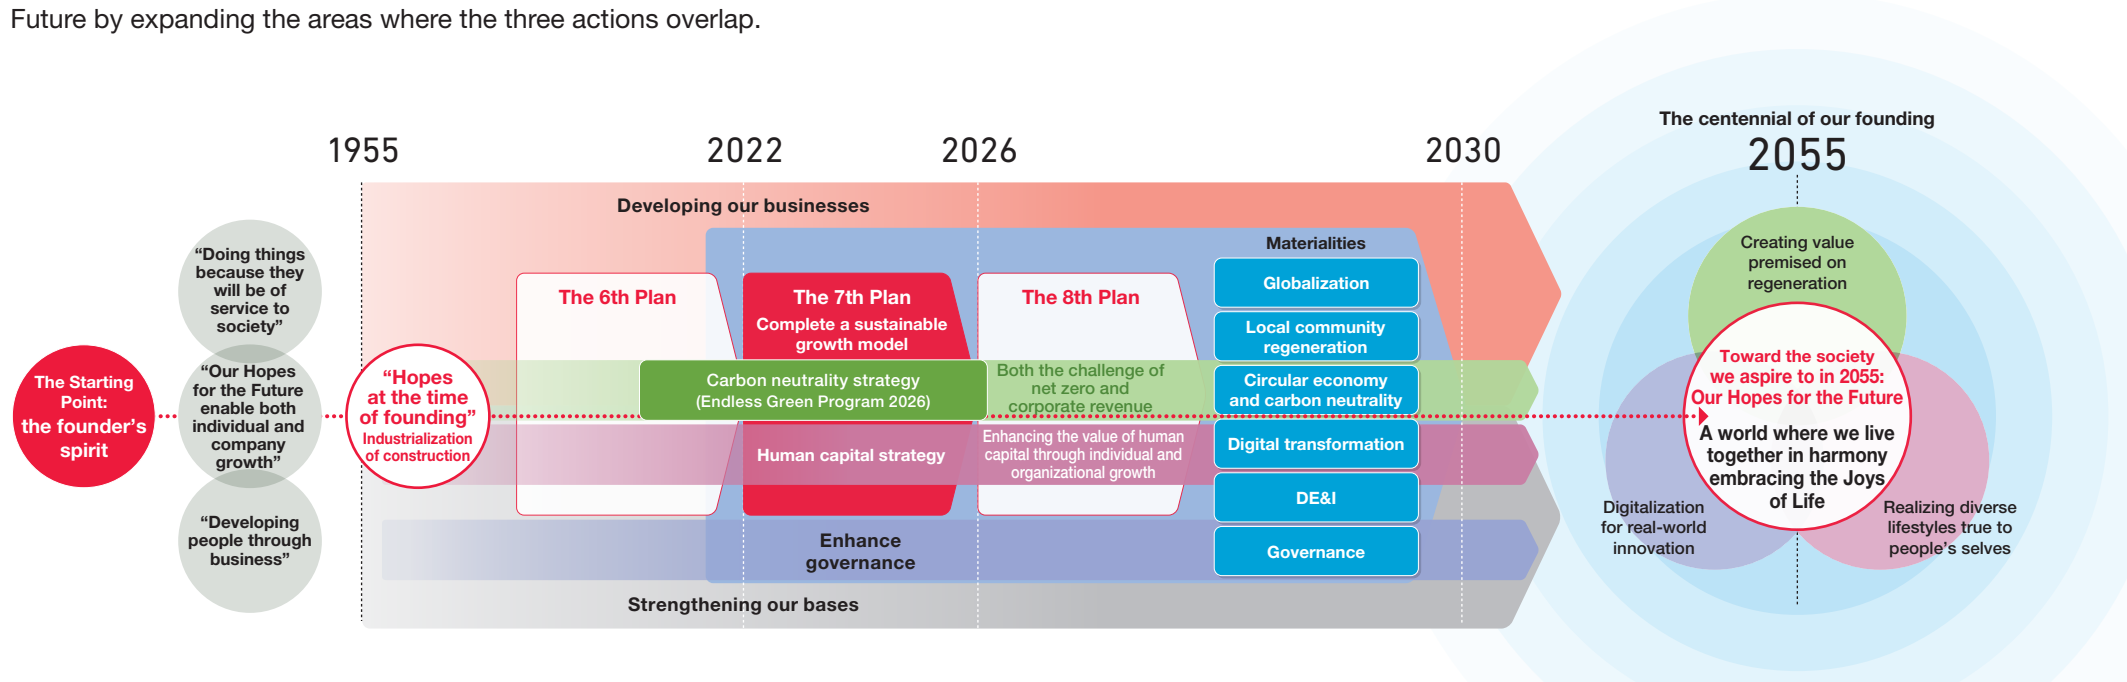 Future by expanding the areas where the three actions overlap.
The Starting
Point:
the founder’s
spirit
“Doing things
because they
will be of
service to
society”
“Our Hopes
for the Future
enable both
individual and
company
growth”
“Developing
people through
business”
1955
2022
2026
2030
Developing our businesses
“Hopes
at the time
of founding”
Industrialization
of construction
The 6th Plan
The 7th Plan
Complete a sustainable
growth model
The 8th Plan
Carbon neutrality strategy
(Endless Green Program 2026)
Both the challenge of
net zero and
corporate revenue
Human capital strategy
Enhancing the value of human
capital through individual and
organizational growth
Enhance
governance
Strengthening our bases
Materialities
Globalization
Local community
regeneration
Circular economy
and carbon neutrality
Digital transformation
DE&I
Governance
The centennial of our founding
2055
Creating value
premised on
regeneration
Toward the society
we aspire to in 2055:
Our Hopes for the Future
A world where we live
together in harmony
embracing the Joys
of Life
Digitalization
for real-world
innovation
Realizing diverse
lifestyles true to
people’s selves